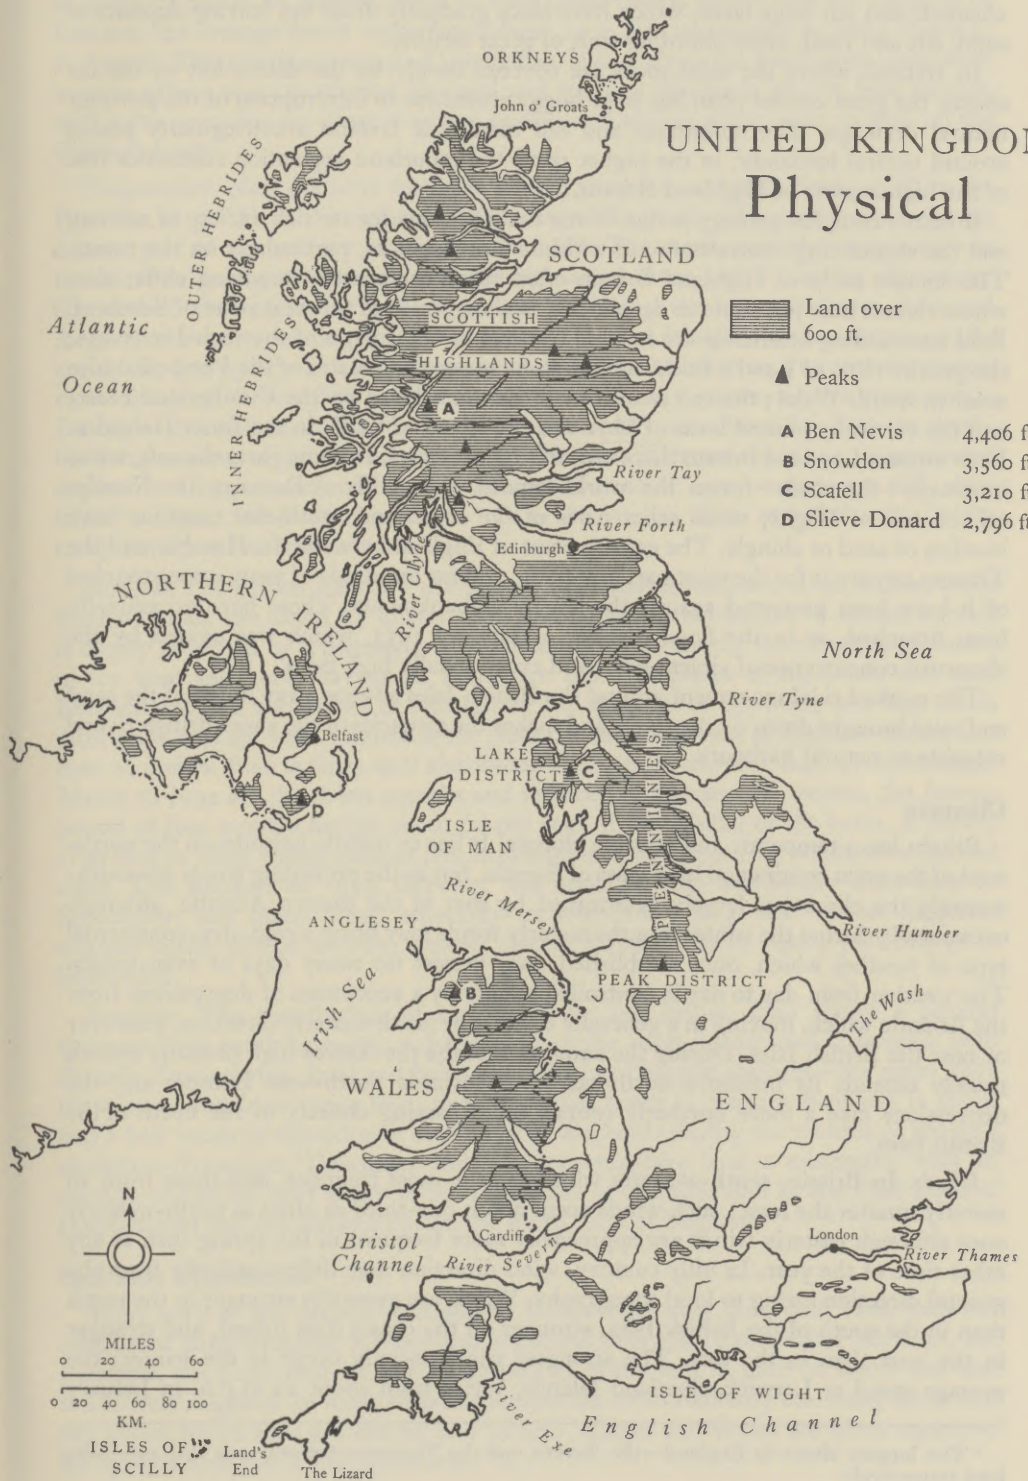 ORKNEYS
John o' Groats
UNITED KINGDO
Physical
OUTER HEBRIDES
SCOTLAND
Land over
600 ft.
SCOTTISH
Atlantic
Ocean
INNER HEBRIDES
HIGHLANDS
Peaks
A
A Ben Nevis 4,406 f
B Snowdon 3,560 f
C Scafell 3,210 f
D Slieve Donard 2,796 f
River Tay
River Forth
Edinburgh
River Clyde
NORTHERN IRELAND
North Sea
River Tyne
Belfast
LAKE
DISTRICT
C
PENNINES
D
ISLE
OF MAN
River Mersey
ANGLESEY
River Humber
PEAK DISTRICT
B
Irish Sea
The Wash
WALES
ENGLAND
N
Cardiff
London
Bristol
Channel
River Severn
River Thames
MILES
0 20 40 60
0 20 40 60 80 100
KM.
ISLE OF WIGHT
River Exe
English Channel
ISLES OF
SCILLY
Land's
End
The Lizard